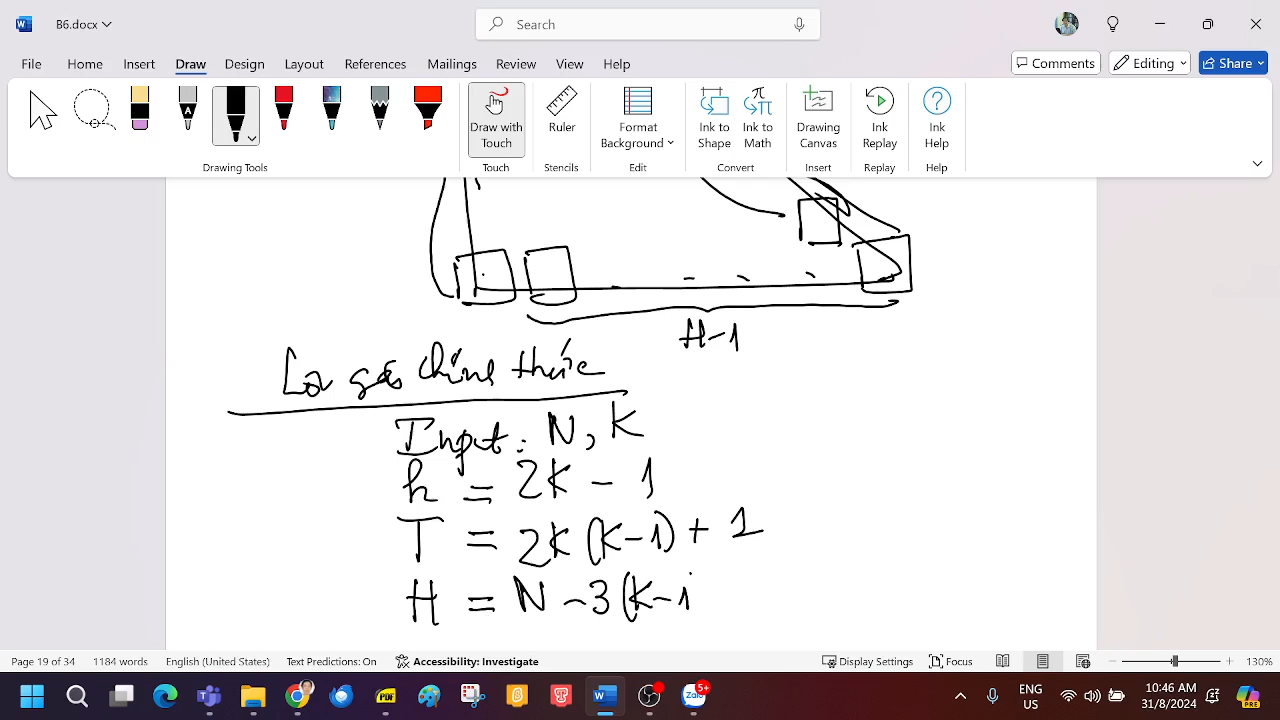 B6.docx
Search
File Home Insert Draw Design Layout References Mailings Review View Help
Comments Editing Share
Draw with Touch
Ruler
Format Background
Ink to Shape
Ink to Math
Drawing Canvas
Ink Replay
Ink Help
Drawing Tools
Touch
Stencils
Edit
Convert
Insert
Replay
Help
H-1
chính thức
Input: N, K
h = 2K - 1
T = 2K (K-1) + 1
H = N - 3(K-1
Page 19 of 34 1184 words English (United States) Text Predictions: On Accessibility: Investigate Display Settings Focus
5+
ENG US
10:46 AM
31/8/2024